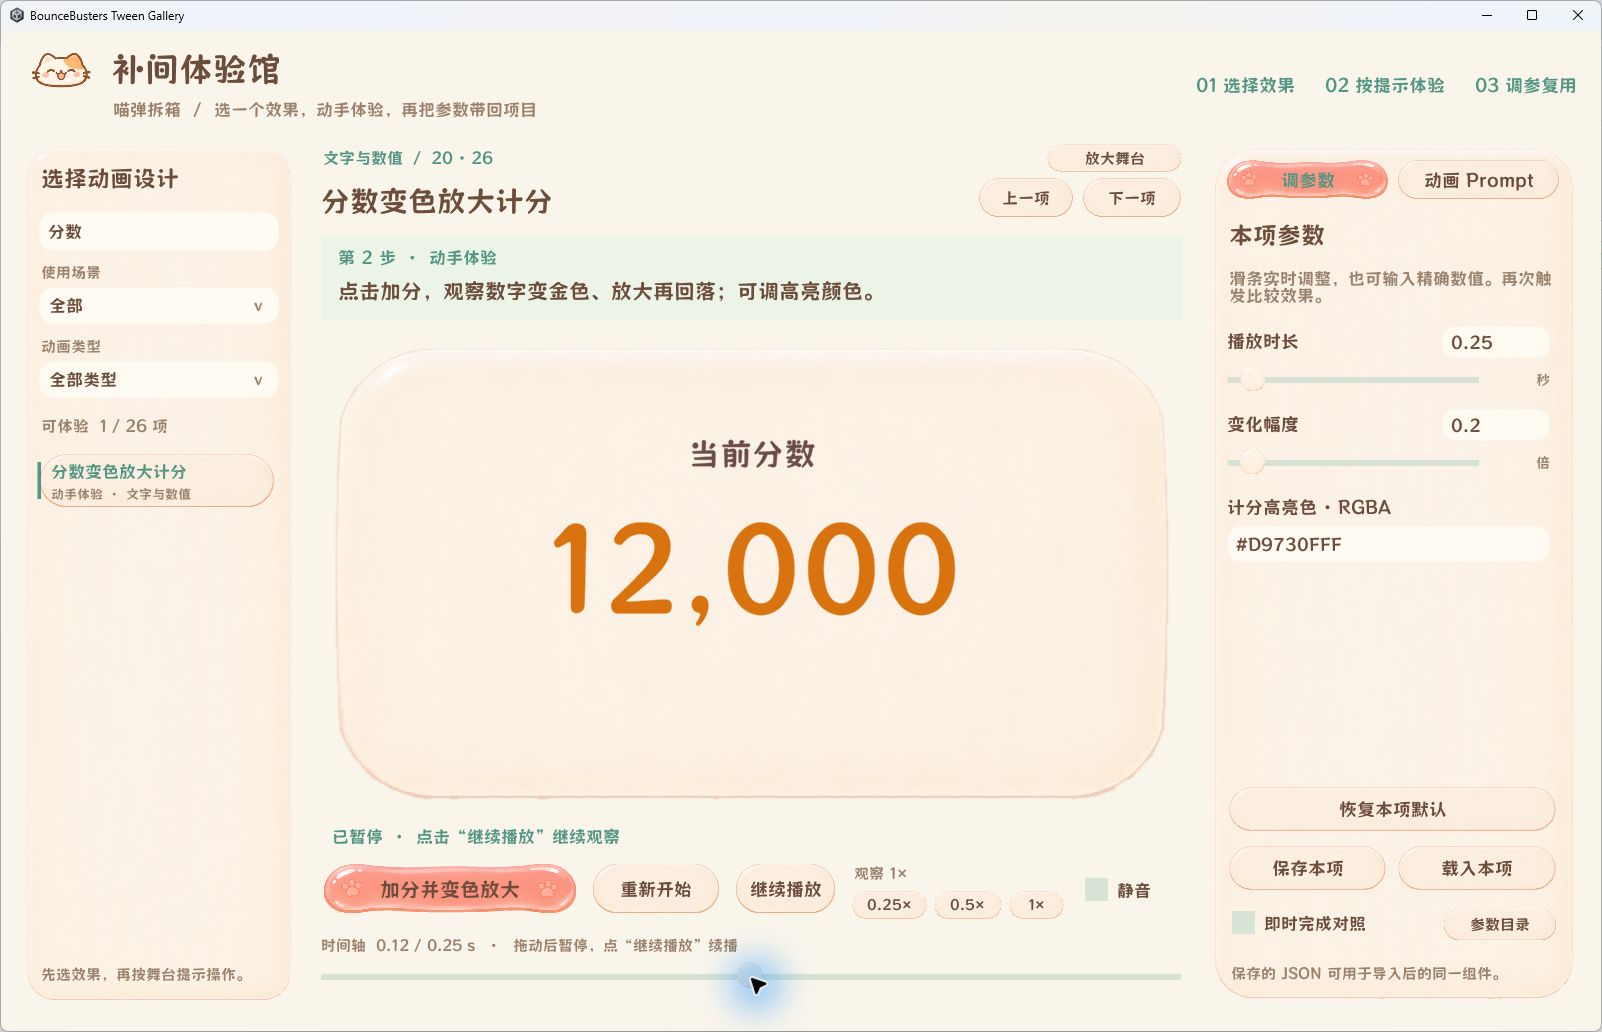 BounceBusters Tween Gallery
补间体验馆
喵弹拆箱 / 选一个效果，动手体验，再把参数带回项目
01 选择效果 02 按提示体验 03 调参复用
选择动画设计
分数
使用场景
全部 v
动画类型
全部类型 v
可体验 1 / 26 项
分数变色放大计分
动手体验 · 文字与数值
先选效果，再按舞台提示操作。
文字与数值 / 20 · 26
分数变色放大计分
放大舞台
上一项 下一项
第 2 步 · 动手体验
点击加分，观察数字变金色、放大再回落；可调高亮颜色。
当前分数
12,000
已暂停 · 点击“继续播放”继续观察
加分并变色放大 重新开始 继续播放
观察 1×
0.25× 0.5× 1×
静音
时间轴 0.12 / 0.25 s · 拖动后暂停，点“继续播放”续播
调参数 动画 Prompt
本项参数
滑条实时调整，也可输入精确数值。再次触
发比较效果。
播放时长 0.25
秒
变化幅度 0.2
倍
计分高亮色 · RGBA
#D9730FFF
恢复本项默认
保存本项 载入本项
即时完成对照 参数目录
保存的 JSON 可用于导入后的同一组件。